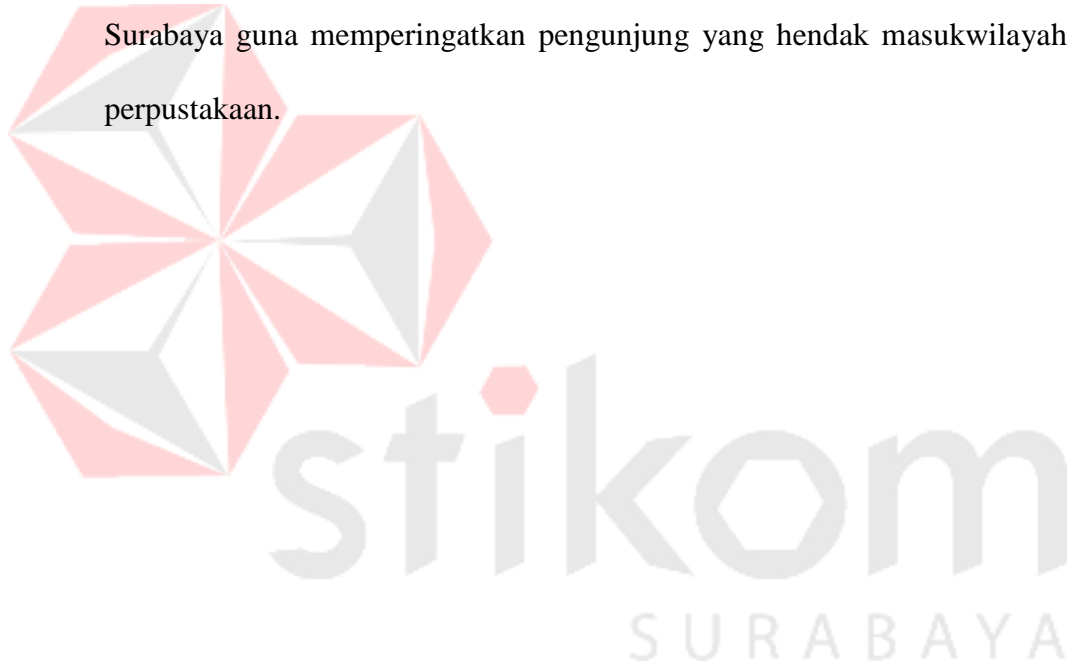 Surabaya guna memperingatkan pengunjung yang hendak masukwilayah
perpustakaan.
stikom
SURABAYA